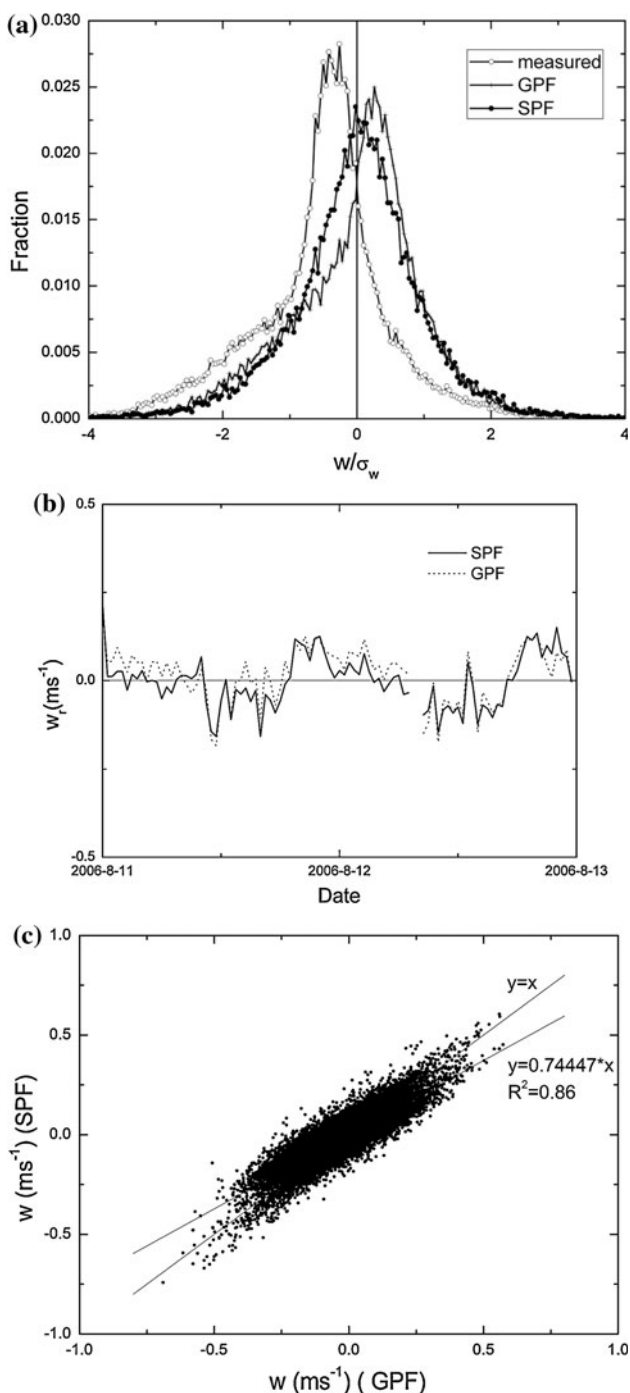 (a)
0.030
0.025
0.020
0.015
0.010
0.005
0.000
Fraction
measured
GPF
SPF
-4
-2
0
2
4
w/σw
(b)
0.5
0.0
-0.5
wr(ms-1)
SPF
GPF
2006-8-11
2006-8-12
2006-8-13
Date
(c)
1.0
0.5
0.0
-0.5
-1.0
w (ms-1) (SPF)
y=x
y=0.74447*x
R2=0.86
-1.0
-0.5
0.0
0.5
1.0
w (ms-1) ( GPF)